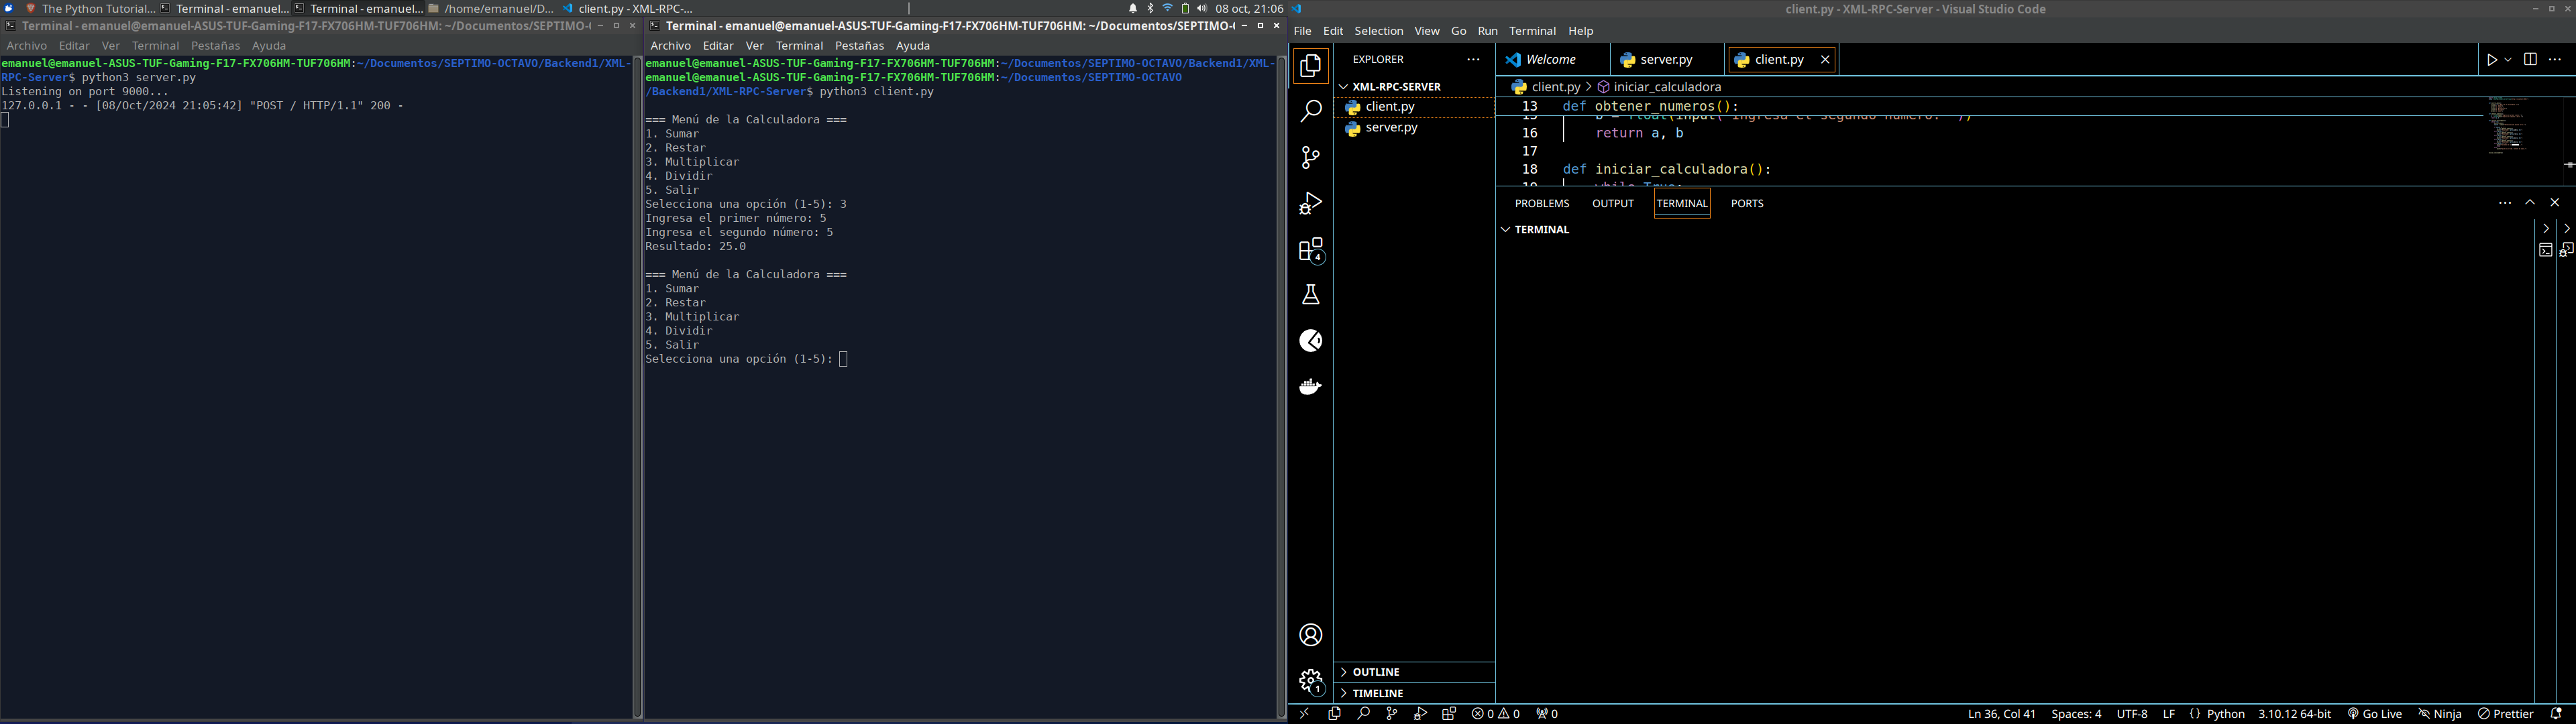 The Python Tutorial...
Terminal - emanuel...
Terminal - emanuel...
/home/emanuel/D...
client.py - XML-RPC-...
08 oct, 21:06
Terminal - emanuel@emanuel-ASUS-TUF-Gaming-F17-FX706HM-TUF706HM: ~/Documentos/SEPTIMO-
Archivo Editar Ver Terminal Pestañas Ayuda
emanuel@emanuel-ASUS-TUF-Gaming-F17-FX706HM-TUF706HM:~/Documentos/SEPTIMO-OCTAVO/Backend1/XML-
RPC-Server$ python3 server.py
Listening on port 9000...
127.0.0.1 - - [08/Oct/2024 21:05:42] "POST / HTTP/1.1" 200 -
Terminal - emanuel@emanuel-ASUS-TUF-Gaming-F17-FX706HM-TUF706HM: ~/Documentos/SEPTIMO-
Archivo Editar Ver Terminal Pestañas Ayuda
emanuel@emanuel-ASUS-TUF-Gaming-F17-FX706HM-TUF706HM:~/Documentos/SEPTIMO-OCTAVO/Backend1/XML-
emanuel@emanuel-ASUS-TUF-Gaming-F17-FX706HM-TUF706HM:~/Documentos/SEPTIMO-OCTAVO
/Backend1/XML-RPC-Server$ python3 client.py
=== Menú de la Calculadora ===
1. Sumar
2. Restar
3. Multiplicar
4. Dividir
5. Salir
Selecciona una opción (1-5): 3
Ingresa el primer número: 5
Ingresa el segundo número: 5
Resultado: 25.0
=== Menú de la Calculadora ===
1. Sumar
2. Restar
3. Multiplicar
4. Dividir
5. Salir
Selecciona una opción (1-5):
client.py - XML-RPC-Server - Visual Studio Code
File Edit Selection View Go Run Terminal Help
EXPLORER
XML-RPC-SERVER
client.py
server.py
OUTLINE
TIMELINE
4
1
Welcome
server.py
client.py
client.py > iniciar_calculadora
13 def obtener_numeros():
16 return a, b
17
18 def iniciar_calculadora():
PROBLEMS OUTPUT TERMINAL PORTS
TERMINAL
0 0 0
Ln 36, Col 41 Spaces: 4 UTF-8 LF {} Python 3.10.12 64-bit Go Live Ninja Prettier